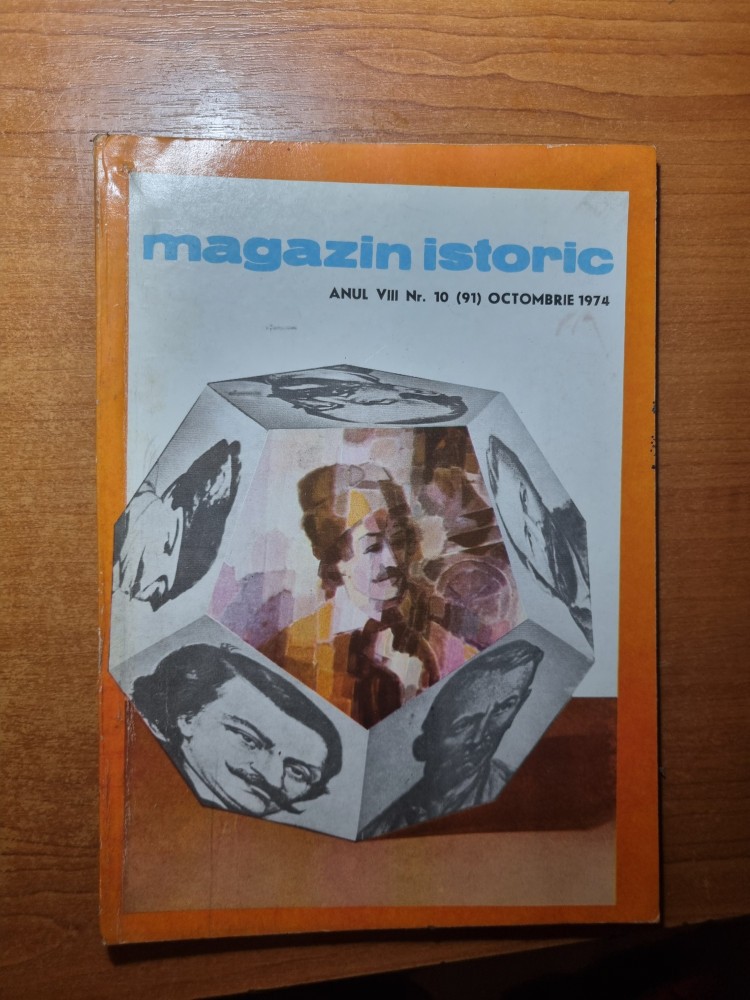 magazin istoric
ANUL VIII Nr. 10 (91) OCTOMBRIE 1974